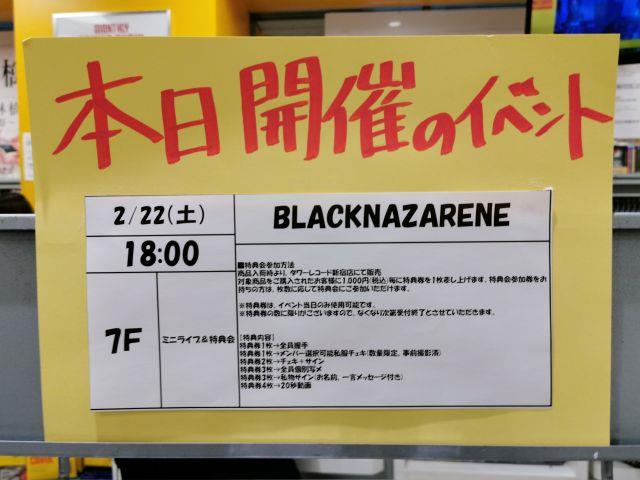 本日開催のイベント
2/22(土)
BLACKNAZARENE
18:00
7F
ミニライブ&特典会
■特典会参加方法
商品入荷時より、タワーレコード新宿店にて販売
対象商品をご購入されたお客様に1,000円(税込)毎に特典券を1枚差し上げます。特典会参加券をお
持ちの方は、枚数に応じて特典会にご参加いただけます。
※特典券は、イベント当日のみ使用可能です。
※特典券の数に限りがございますので、なくなり次第受付終了とさせていただきます。
[特典内容]
特典券1枚→全員握手
特典券1枚→メンバー選択可能私服チェキ(数量限定、事前撮影済)
特典券2枚→チェキ+サイン
特典券3枚→全員個別写メ
特典券3枚→私物サイン(お名前、一言メッセージ付き)
特典券4枚→20秒動画